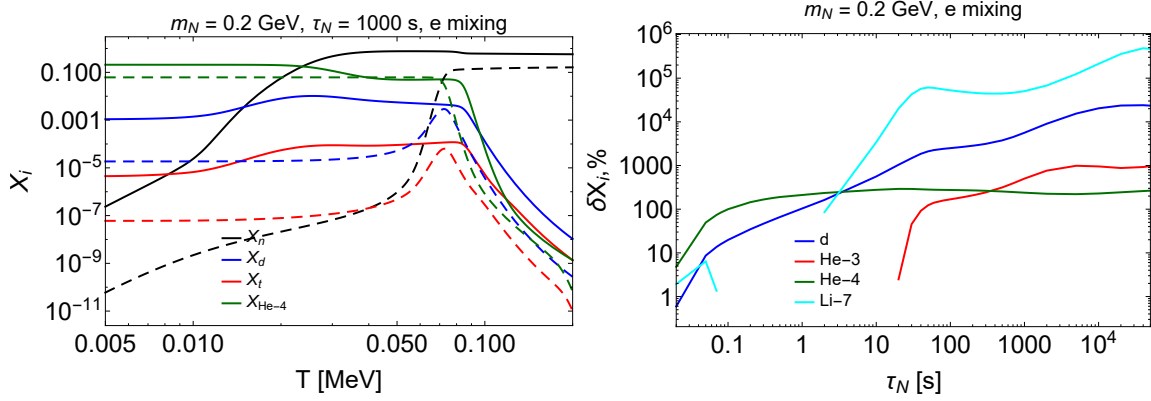 m_N = 0.2 GeV, τ_N = 1000 s, e mixing
X_i
0.100
0.001
10^-5
10^-7
10^-9
10^-11
X_n
X_d
X_t
X_He-4
0.005
0.010
0.050
0.100
T [MeV]
m_N = 0.2 GeV, e mixing
δX_i,%
10^6
10^5
10^4
1000
100
10
1
d
He-3
He-4
Li-7
0.1
1
10
100
1000
10^4
τ_N [s]